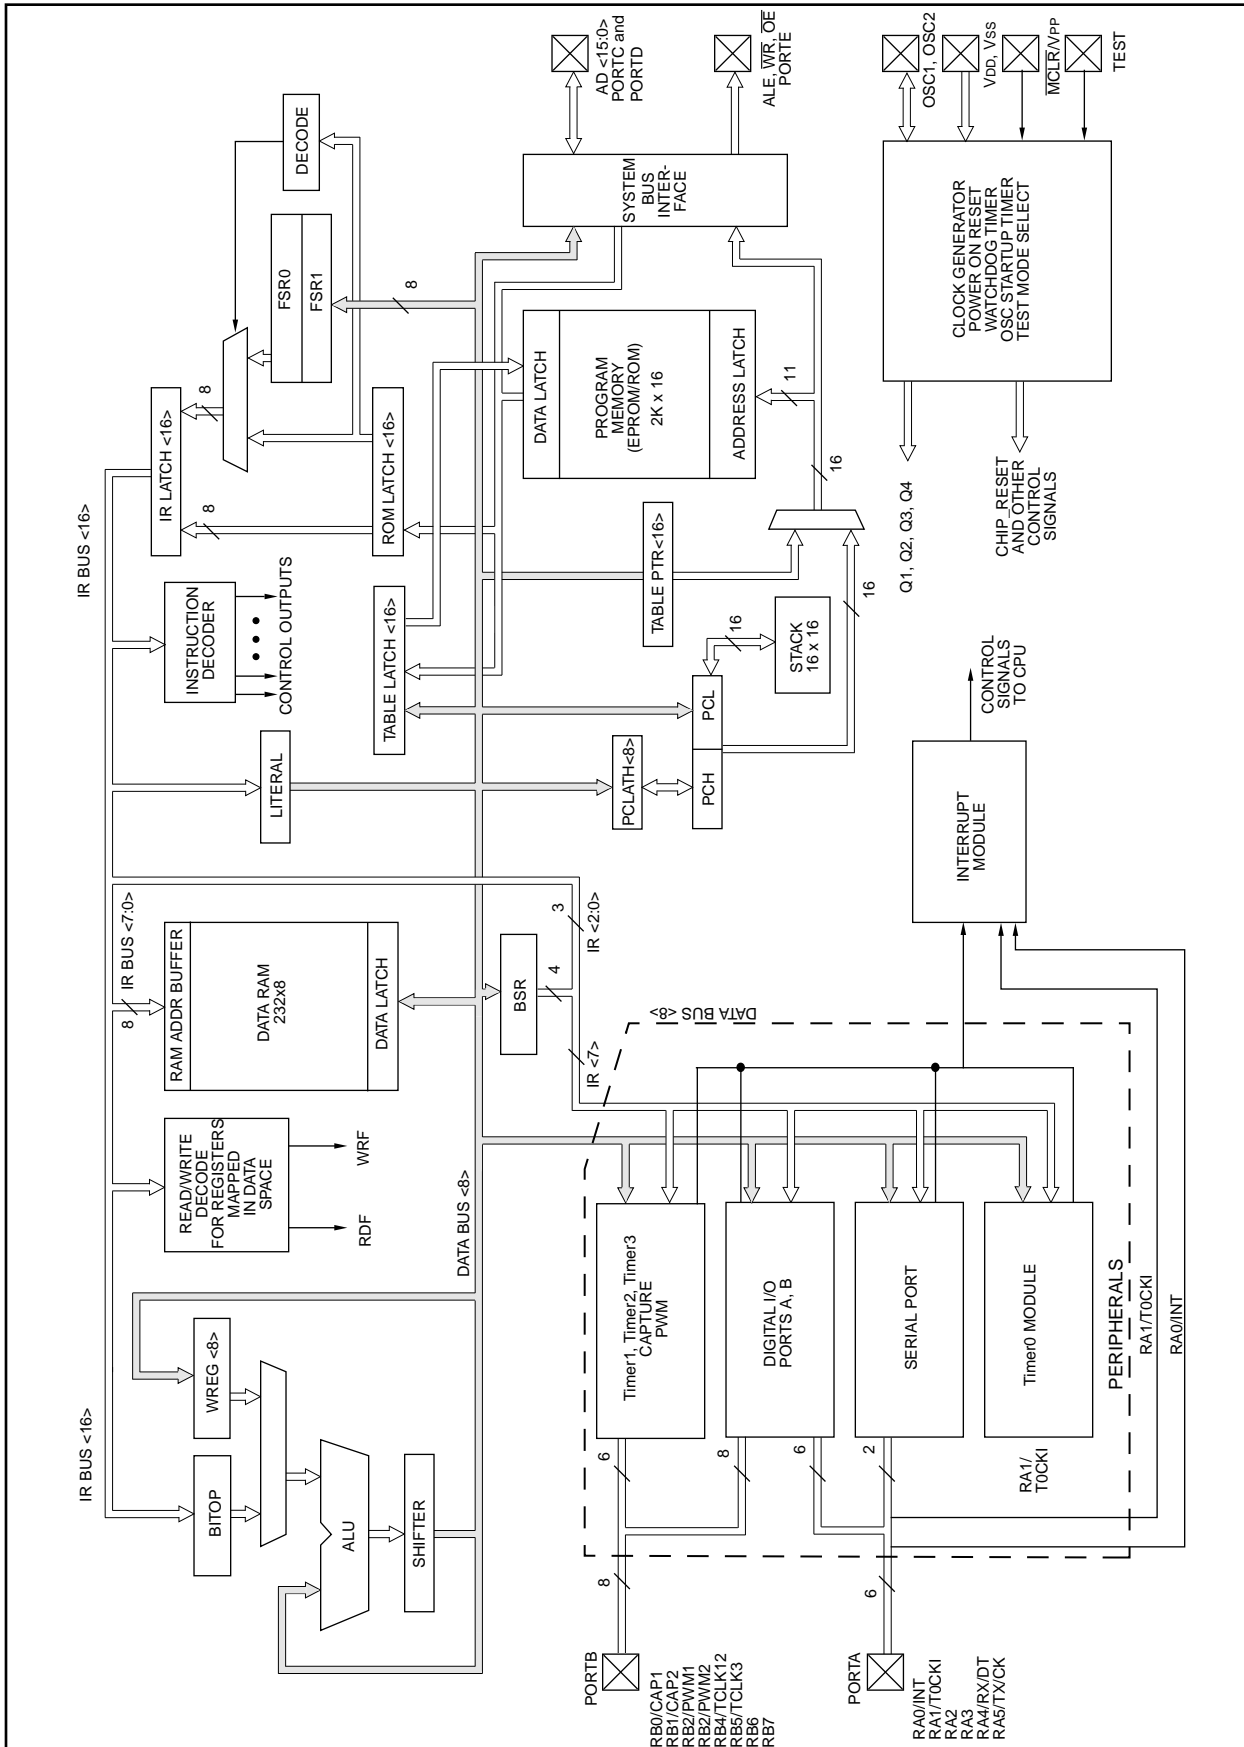 IR BUS <16>
BITOP
WREG <8>
ALU
SHIFTER
READ/WRITE
DECODE
FOR REGISTERS
MAPPED
IN DATA
SPACE
RDF
WRF
8
IR BUS <7:0>
RAM ADDR BUFFER
DATA RAM
232x8
DATA LATCH
LITERAL
INSTRUCTION
DECODER
CONTROL OUTPUTS
IR BUS <16>
IR LATCH <16>
8
8
ROM LATCH <16>
FSR0
FSR1
DECODE
8
TABLE LATCH <16>
DATA BUS <8>
BSR
4
3
IR <2:0>
IR <7>
DATA BUS <8>
PCLATH<8>
PCH
PCL
16
STACK
16 x 16
TABLE PTR<16>
16
16
11
DATA LATCH
PROGRAM
MEMORY
(EPROM/ROM)
2K x 16
ADDRESS LATCH
SYSTEM
BUS
INTER-
FACE
AD <15:0>
PORTC and
PORTD
ALE, WR, OE
PORTE
OSC1, OSC2
VDD, VSS
MCLR/VPP
TEST
CLOCK GENERATOR
POWER ON RESET
WATCHDOG TIMER
OSC STARTUP TIMER
TEST MODE SELECT
Q1, Q2, Q3, Q4
CHIP_RESET
AND OTHER
CONTROL
SIGNALS
CONTROL
SIGNALS
TO CPU
INTERRUPT
MODULE
Timer1, Timer2, Timer3
CAPTURE
PWM
DIGITAL I/O
PORTS A, B
SERIAL PORT
Timer0 MODULE
PERIPHERALS
RA1/T0CKI
RA0/INT
RA1/
T0CKI
6
8
6
2
8
6
PORTB
RB0/CAP1
RB1/CAP2
RB2/PWM1
RB2/PWM2
RB4/TCLK12
RB5/TCLK3
RB6
RB7
PORTA
RA0/INT
RA1/T0CKI
RA2
RA3
RA4/RX/DT
RA5/TX/CK